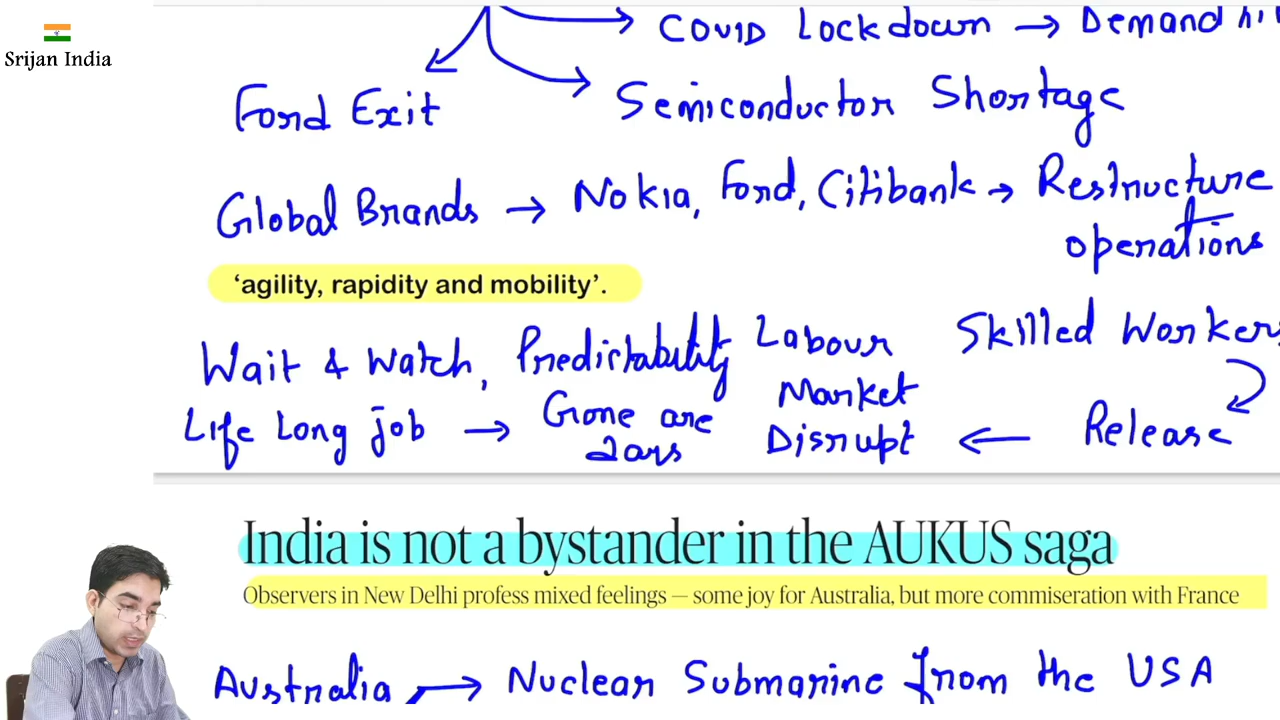 Srijan India
COVID Lockdown → Demand
Ford Exit
Semiconductor Shortage
Global Brands → Nokia, Ford, Citibank → Restructure
operations
‘agility, rapidity and mobility’.
Wait & Watch, Predictability Labour Skilled Workers
Market
Life Long job → Gone are Disrupt ← Release
India is not a bystander in the AUKUS saga
Observers in New Delhi profess mixed feelings — some joy for Australia, but more commiseration with France
Australia → Nuclear Submarine from the USA